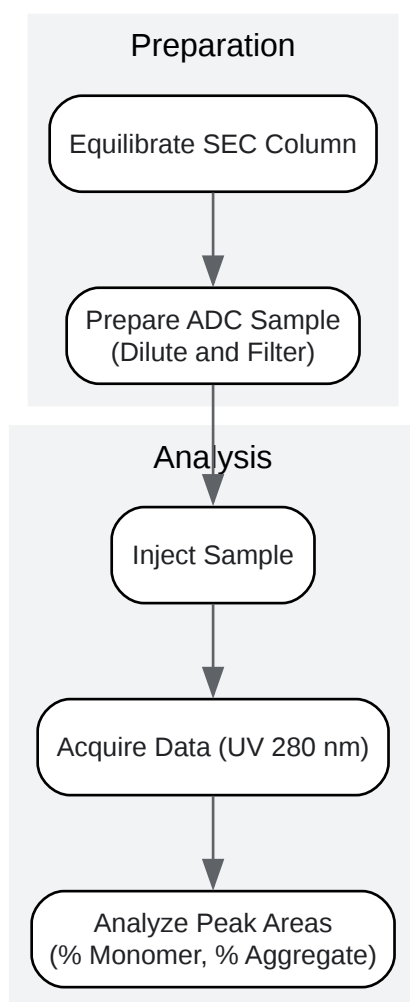 Preparation
Equilibrate SEC Column
Prepare ADC Sample
(Dilute and Filter)
Analysis
Inject Sample
Acquire Data (UV 280 nm)
Analyze Peak Areas
(% Monomer, % Aggregate)